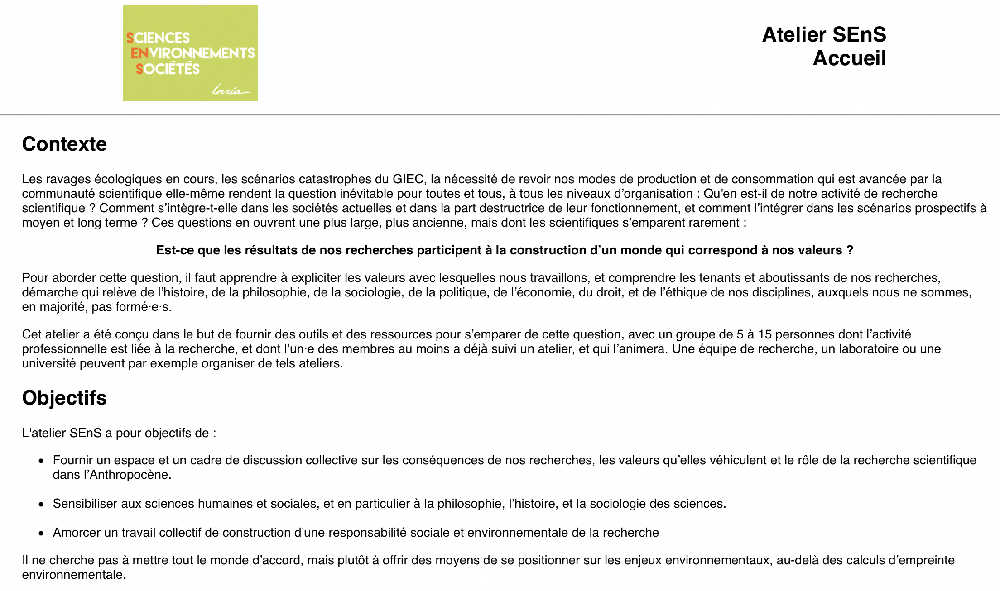 SCIENCES
ENVIRONNEMENTS
SOCIÉTÉS
Inria
Atelier SEnS
Accueil
Contexte
Les ravages écologiques en cours, les scénarios catastrophes du GIEC, la nécessité de revoir nos modes de production et de consommation qui est avancée par la
communauté scientifique elle-même rendent la question inévitable pour toutes et tous, à tous les niveaux d’organisation : Qu'en est-il de notre activité de recherche
scientifique ? Comment s’intègre-t-elle dans les sociétés actuelles et dans la part destructrice de leur fonctionnement, et comment l’intégrer dans les scénarios prospectifs à
moyen et long terme ? Ces questions en ouvrent une plus large, plus ancienne, mais dont les scientifiques s’emparent rarement :
Est-ce que les résultats de nos recherches participent à la construction d’un monde qui correspond à nos valeurs ?
Pour aborder cette question, il faut apprendre à expliciter les valeurs avec lesquelles nous travaillons, et comprendre les tenants et aboutissants de nos recherches,
démarche qui relève de l’histoire, de la philosophie, de la sociologie, de la politique, de l’économie, du droit, et de l’éthique de nos disciplines, auxquels nous ne sommes,
en majorité, pas formé·e·s.
Cet atelier a été conçu dans le but de fournir des outils et des ressources pour s’emparer de cette question, avec un groupe de 5 à 15 personnes dont l’activité
professionnelle est liée à la recherche, et dont l’un·e des membres au moins a déjà suivi un atelier, et qui l’animera. Une équipe de recherche, un laboratoire ou une
université peuvent par exemple organiser de tels ateliers.
Objectifs
L'atelier SEnS a pour objectifs de :
• Fournir un espace et un cadre de discussion collective sur les conséquences de nos recherches, les valeurs qu’elles véhiculent et le rôle de la recherche scientifique
dans l’Anthropocène.
• Sensibiliser aux sciences humaines et sociales, et en particulier à la philosophie, l’histoire, et la sociologie des sciences.
• Amorcer un travail collectif de construction d'une responsabilité sociale et environnementale de la recherche
Il ne cherche pas à mettre tout le monde d’accord, mais plutôt à offrir des moyens de se positionner sur les enjeux environnementaux, au-delà des calculs d’empreinte
environnementale.